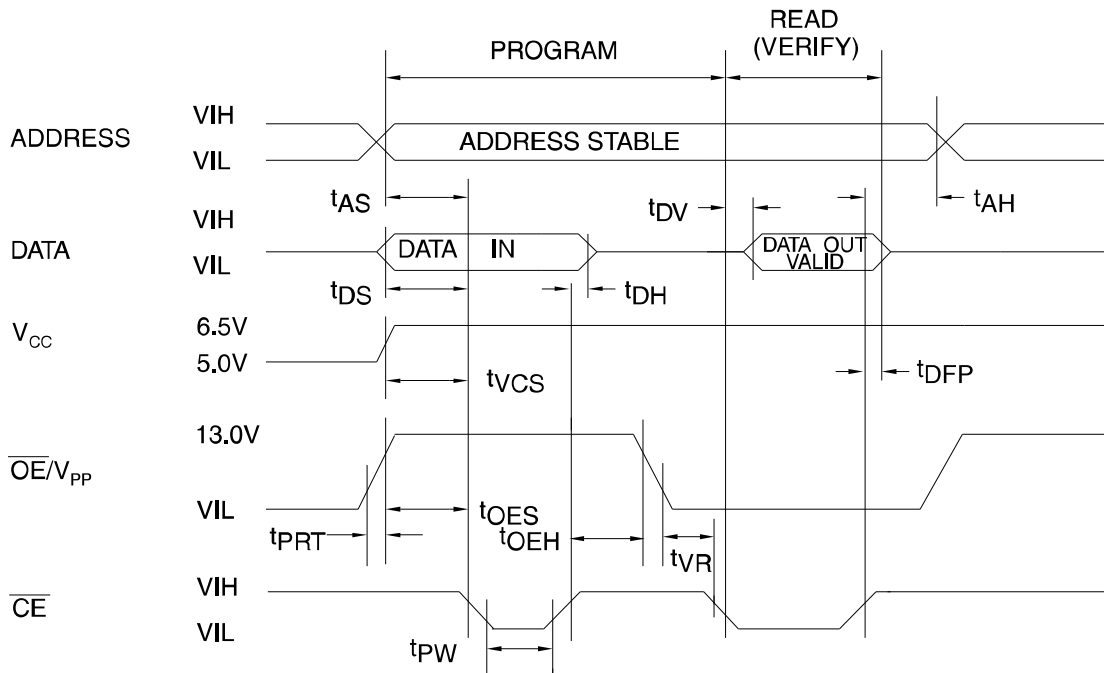 READ
(VERIFY)
PROGRAM
ADDRESS
VIH
VIL
ADDRESS STABLE
tAS
tDV
tAH
DATA
VIH
VIL
DATA IN
DATA OUT
VALID
tDS
tDH
VCC
6.5V
5.0V
tVCS
tDFP
OE/VPP
13.0V
VIL
tPRT
tOES
tOEH
tVR
CE
VIH
VIL
tPW